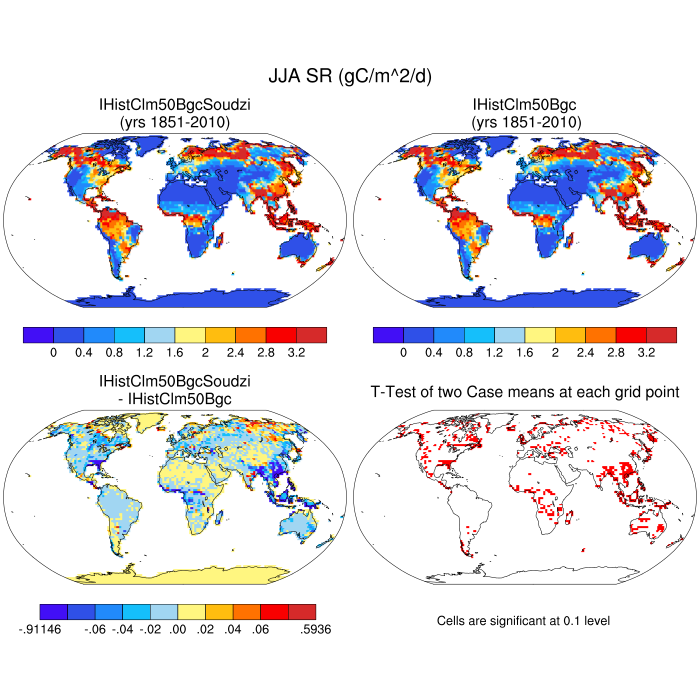 JJA SR (gC/m^2/d)
IHistClm50BgcSoudzi
(yrs 1851-2010)
IHistClm50Bgc
(yrs 1851-2010)
0 0.4 0.8 1.2 1.6 2 2.4 2.8 3.2
0 0.4 0.8 1.2 1.6 2 2.4 2.8 3.2
IHistClm50BgcSoudzi
- IHistClm50Bgc
T-Test of two Case means at each grid point
-.91146 -.06 -.04 -.02 .00 .02 .04 .06 .5936
Cells are significant at 0.1 level